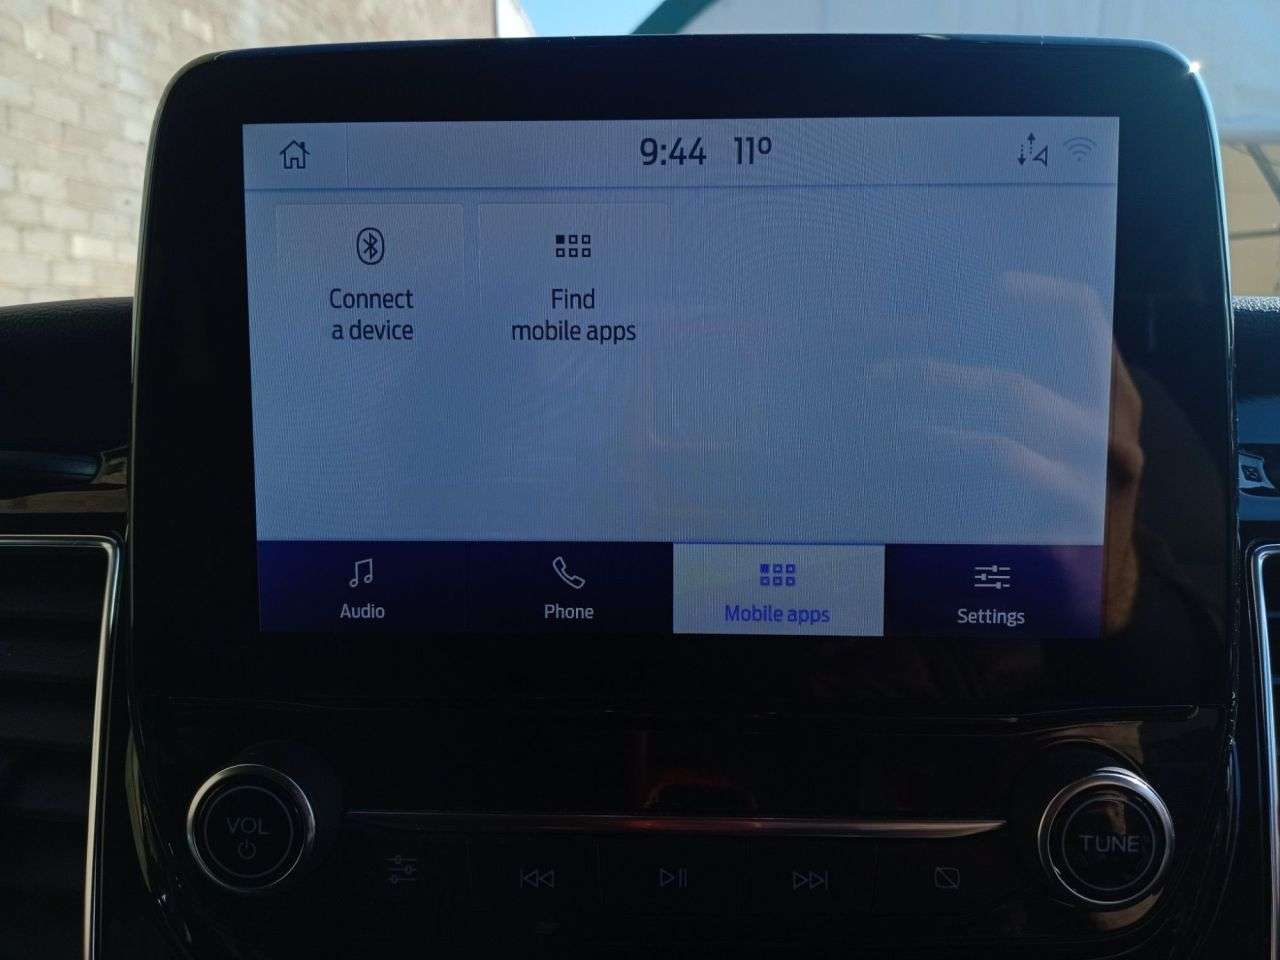 9:44 11º
Connect
a device
Find
mobile apps
Audio
Phone
Mobile apps
Settings
VOL
TUNE